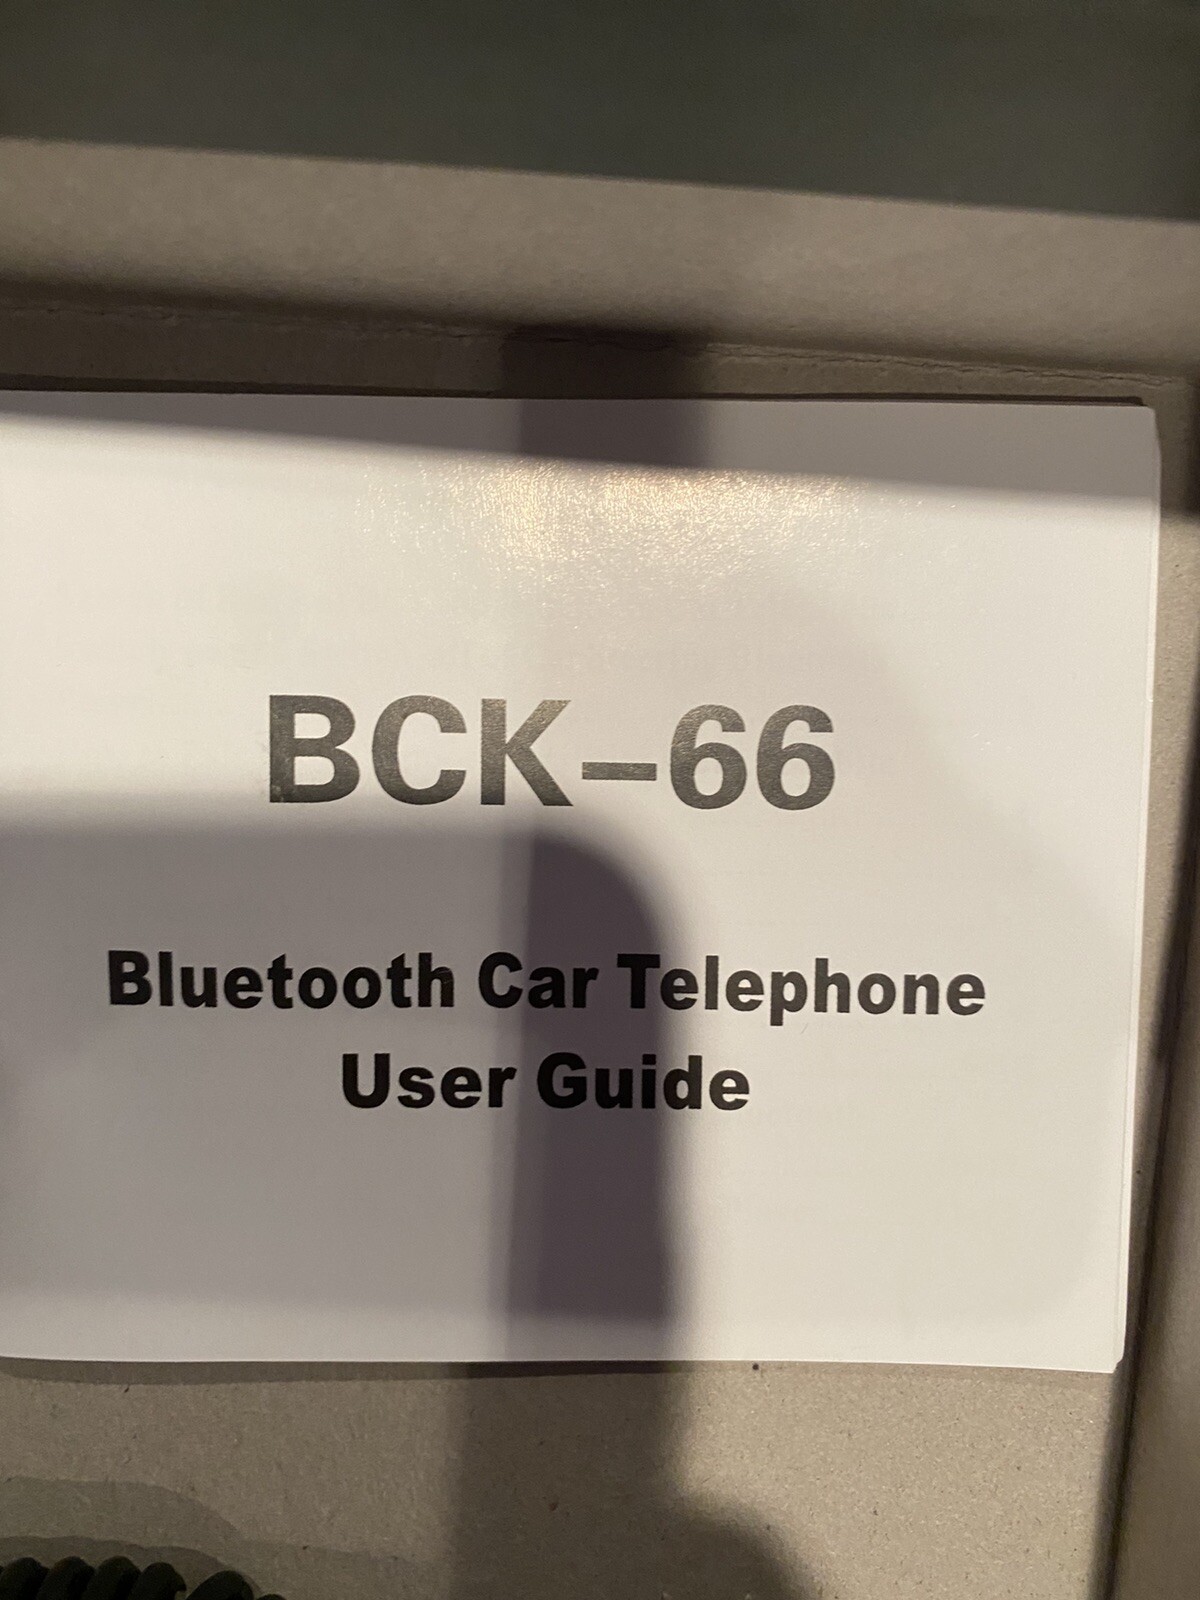 BCK-66
Bluetooth Car Telephone
User Guide